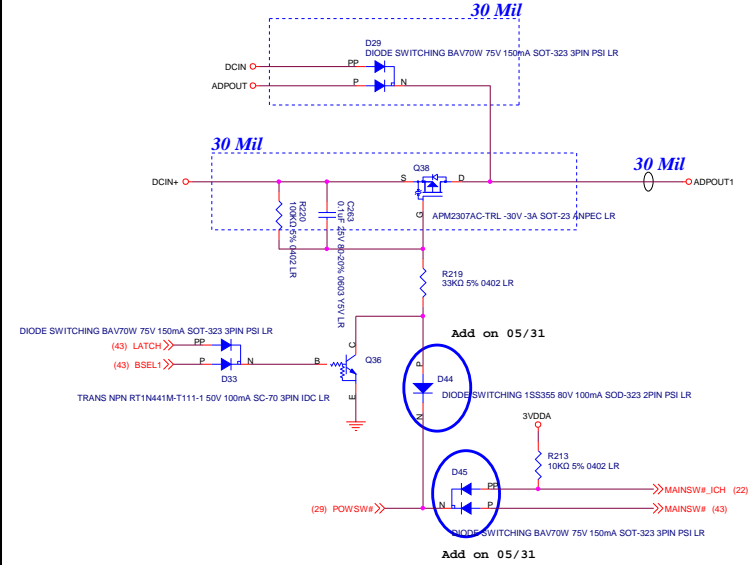 30 Mil
D29
DIODE SWITCHING BAV70W 75V 150mA SOT-323 3PIN PSI LR
DCIN
PP
ADPOUT
P
N
30 Mil
30 Mil
Q38
DCIN+
S
D
ADPOUT1
G
APM2307AC-TRL -30V -3A SOT-23 ANPEC LR
R220
100KΩ 5% 0402 LR
C263
0.1uF 25V 80-20% 0603 Y5V LR
R219
33KΩ 5% 0402 LR
DIODE SWITCHING BAV70W 75V 150mA SOT-323 3PIN PSI LR
(43) LATCH
PP
(43) BSEL1
P
N
D33
B
C
Q36
E
TRANS NPN RT1N441M-T111-1 50V 100mA SC-70 3PIN IDC LR
Add on 05/31
P
D44
DIODE SWITCHING 1SS355 80V 100mA SOD-323 2PIN PSI LR
N
3VDDA
R213
10KΩ 5% 0402 LR
D45
PP
MAINSW#_ICH (22)
(29) POWSW#
N
P
MAINSW# (43)
DIODE SWITCHING BAV70W 75V 150mA SOT-323 3PIN PSI LR
Add on 05/31